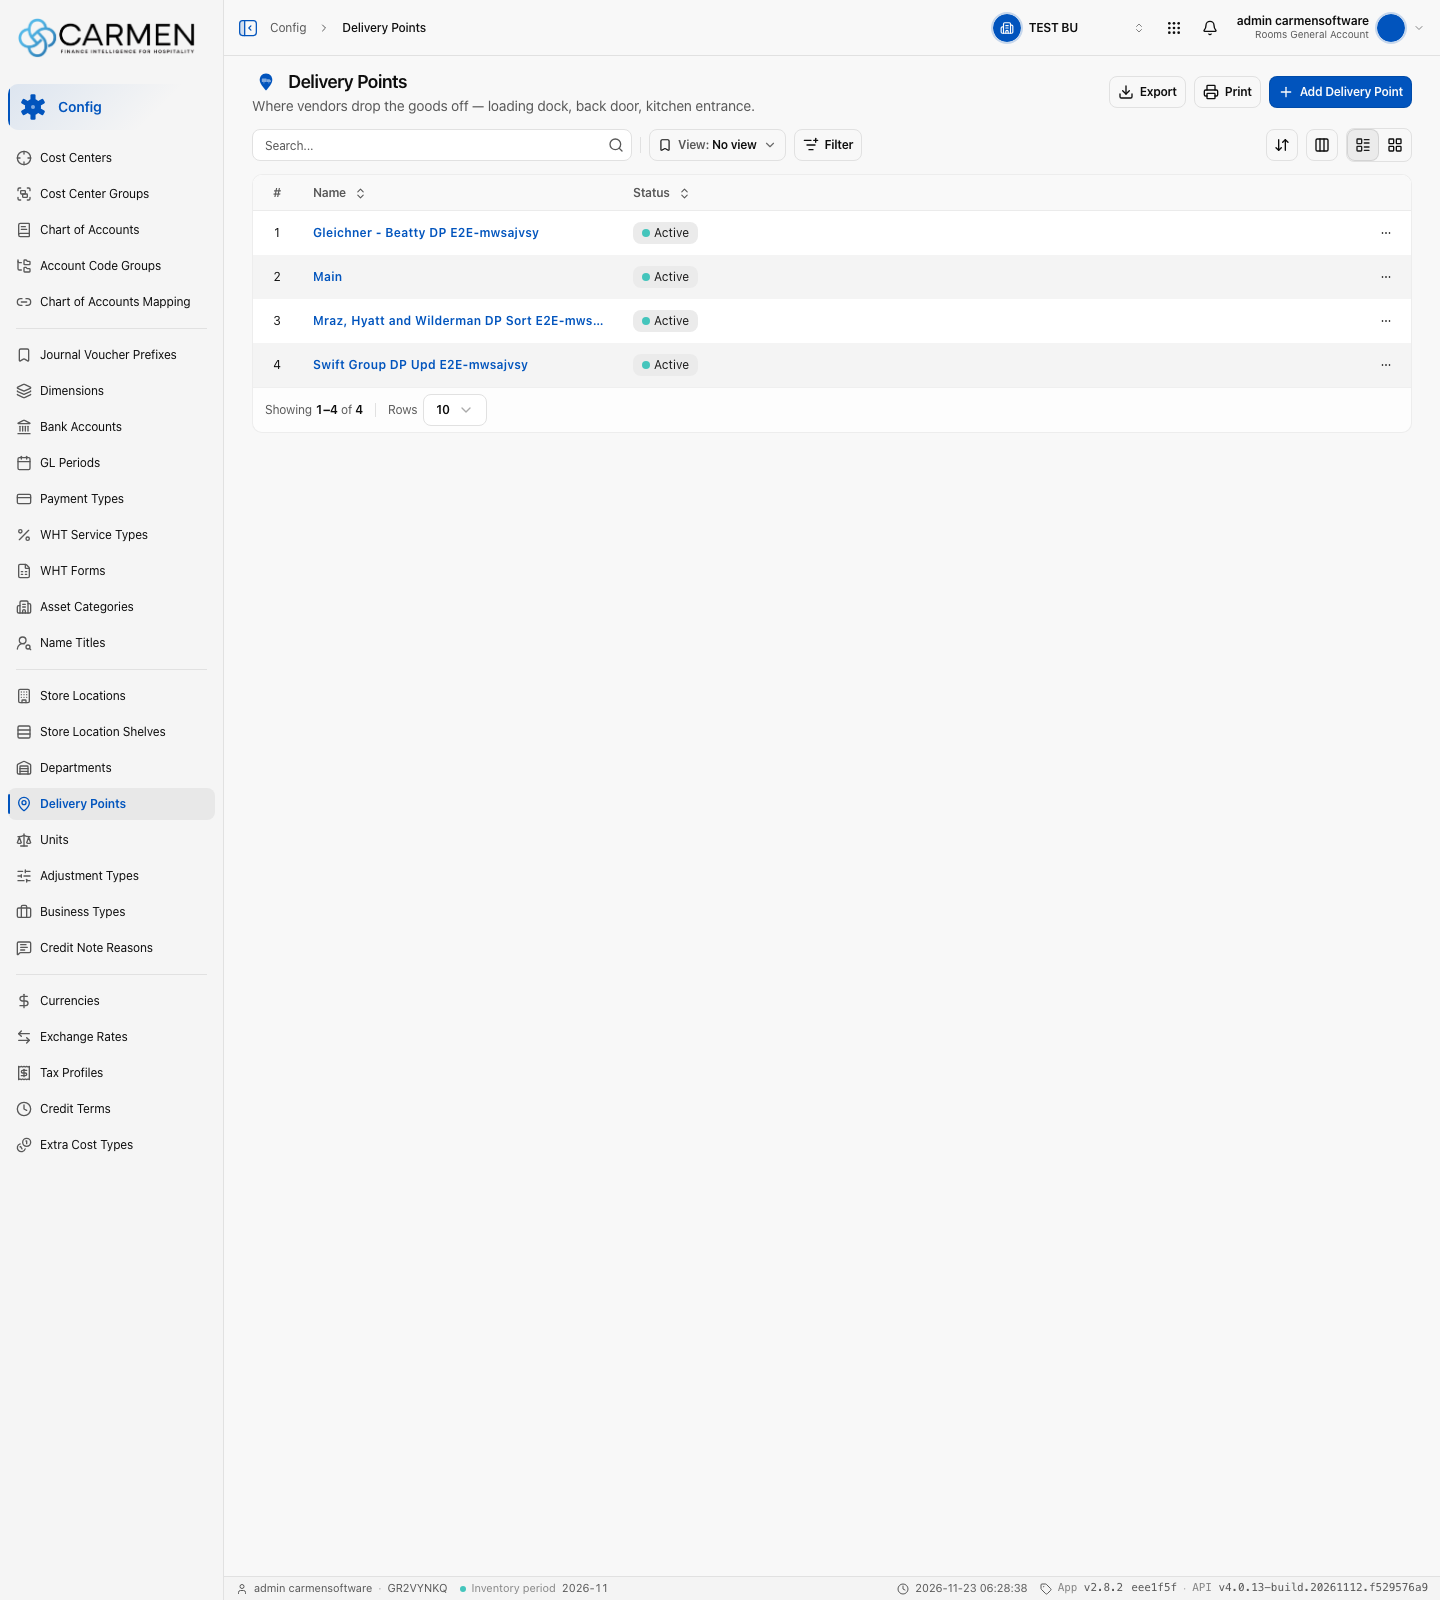 CARMEN
FINANCE INTELLIGENCE FOR HOSPITALITY
Config
Cost Centers
Cost Center Groups
Chart of Accounts
Account Code Groups
Chart of Accounts Mapping
Journal Voucher Prefixes
Dimensions
Bank Accounts
GL Periods
Payment Types
WHT Service Types
WHT Forms
Asset Categories
Name Titles
Store Locations
Store Location Shelves
Departments
Delivery Points
Units
Adjustment Types
Business Types
Credit Note Reasons
Currencies
Exchange Rates
Tax Profiles
Credit Terms
Extra Cost Types
Config > Delivery Points
TEST BU
admin carmensoftware
Rooms General Account
Delivery Points
Where vendors drop the goods off — loading dock, back door, kitchen entrance.
Export
Print
Add Delivery Point
Search...
View: No view
Filter
# Name Status
1 Gleichner - Beatty DP E2E-mwsajvsy Active ...
2 Main Active ...
3 Mraz, Hyatt and Wilderman DP Sort E2E-mws... Active ...
4 Swift Group DP Upd E2E-mwsajvsy Active ...
Showing 1–4 of 4 Rows 10
admin carmensoftware · GR2VYNKQ Inventory period 2026-11 2026-11-23 06:28:38 App v2.8.2 eee1f5f · API v4.0.13-build.20261112.f529576a9